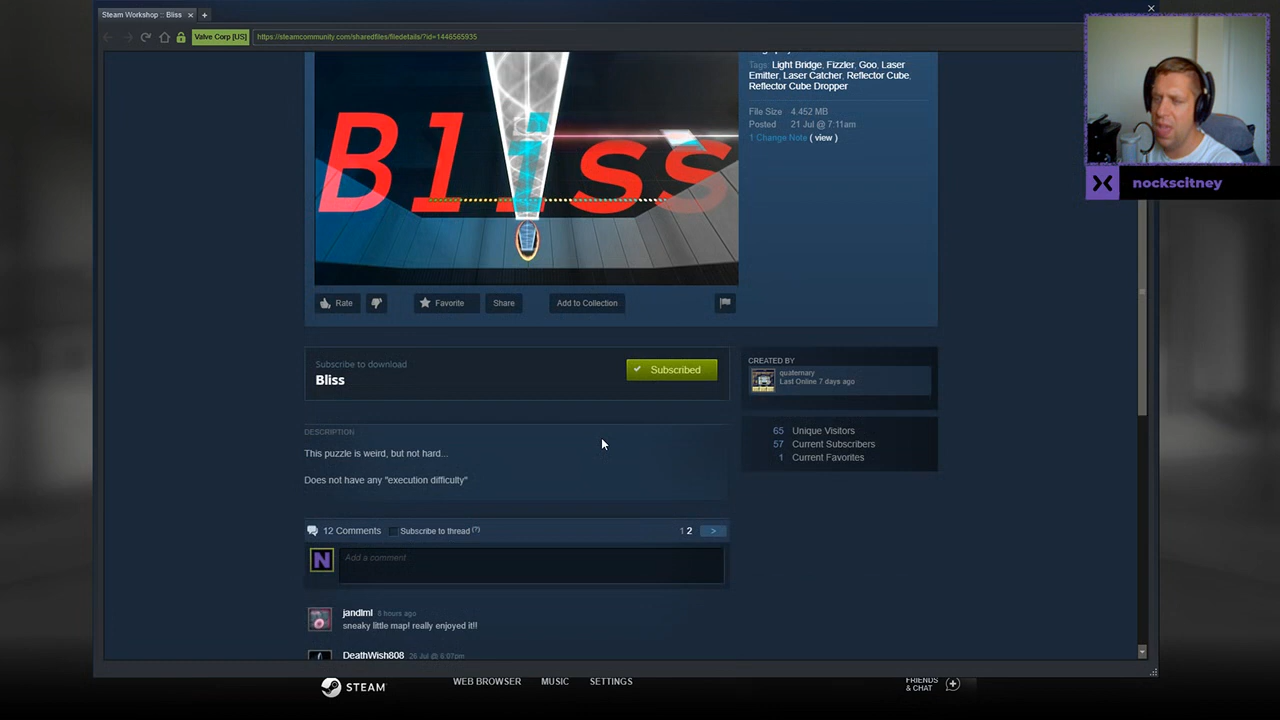 Steam Workshop :: Bliss
Valve Corp [US]
https://steamcommunity.com/sharedfiles/filedetails/?id=1446565935
Tags: Light Bridge, Fizzler, Goo, Laser
Emitter, Laser Catcher, Reflector Cube,
Reflector Cube Dropper
File Size 4.452 MB
Posted 21 Jul @ 7:11am
1 Change Note ( view )
Bliss
nockscitney
Rate
Favorite
Share
Add to Collection
Subscribe to download
Bliss
Subscribed
CREATED BY
quaternary
Last Online 7 days ago
65 Unique Visitors
57 Current Subscribers
1 Current Favorites
DESCRIPTION
This puzzle is weird, but not hard...
Does not have any "execution difficulty"
12 Comments
Subscribe to thread (?)
1 2 >
N
Add a comment
jandlml 8 hours ago
sneaky little map! really enjoyed it!!
DeathWish808 26 Jul @ 6:07pm
STEAM
WEB BROWSER
MUSIC
SETTINGS
FRIENDS
& CHAT